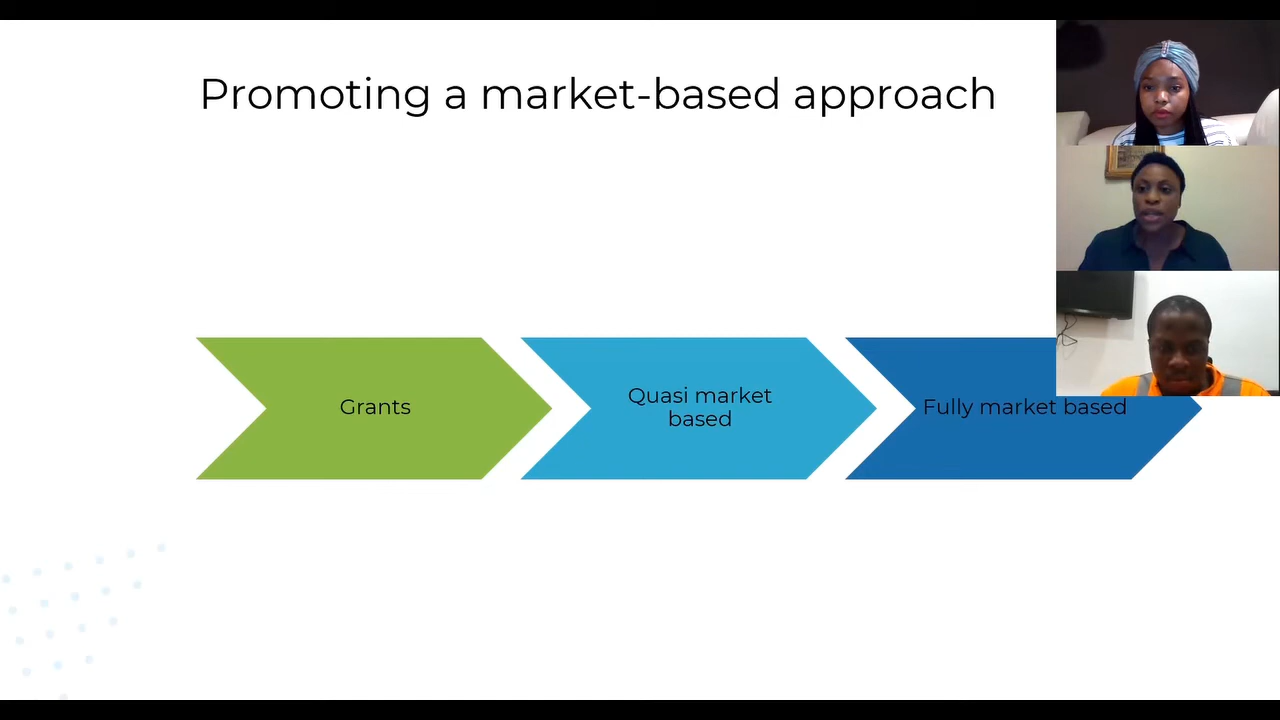 Promoting a market-based approach
Grants
Quasi market
based
Fully market based